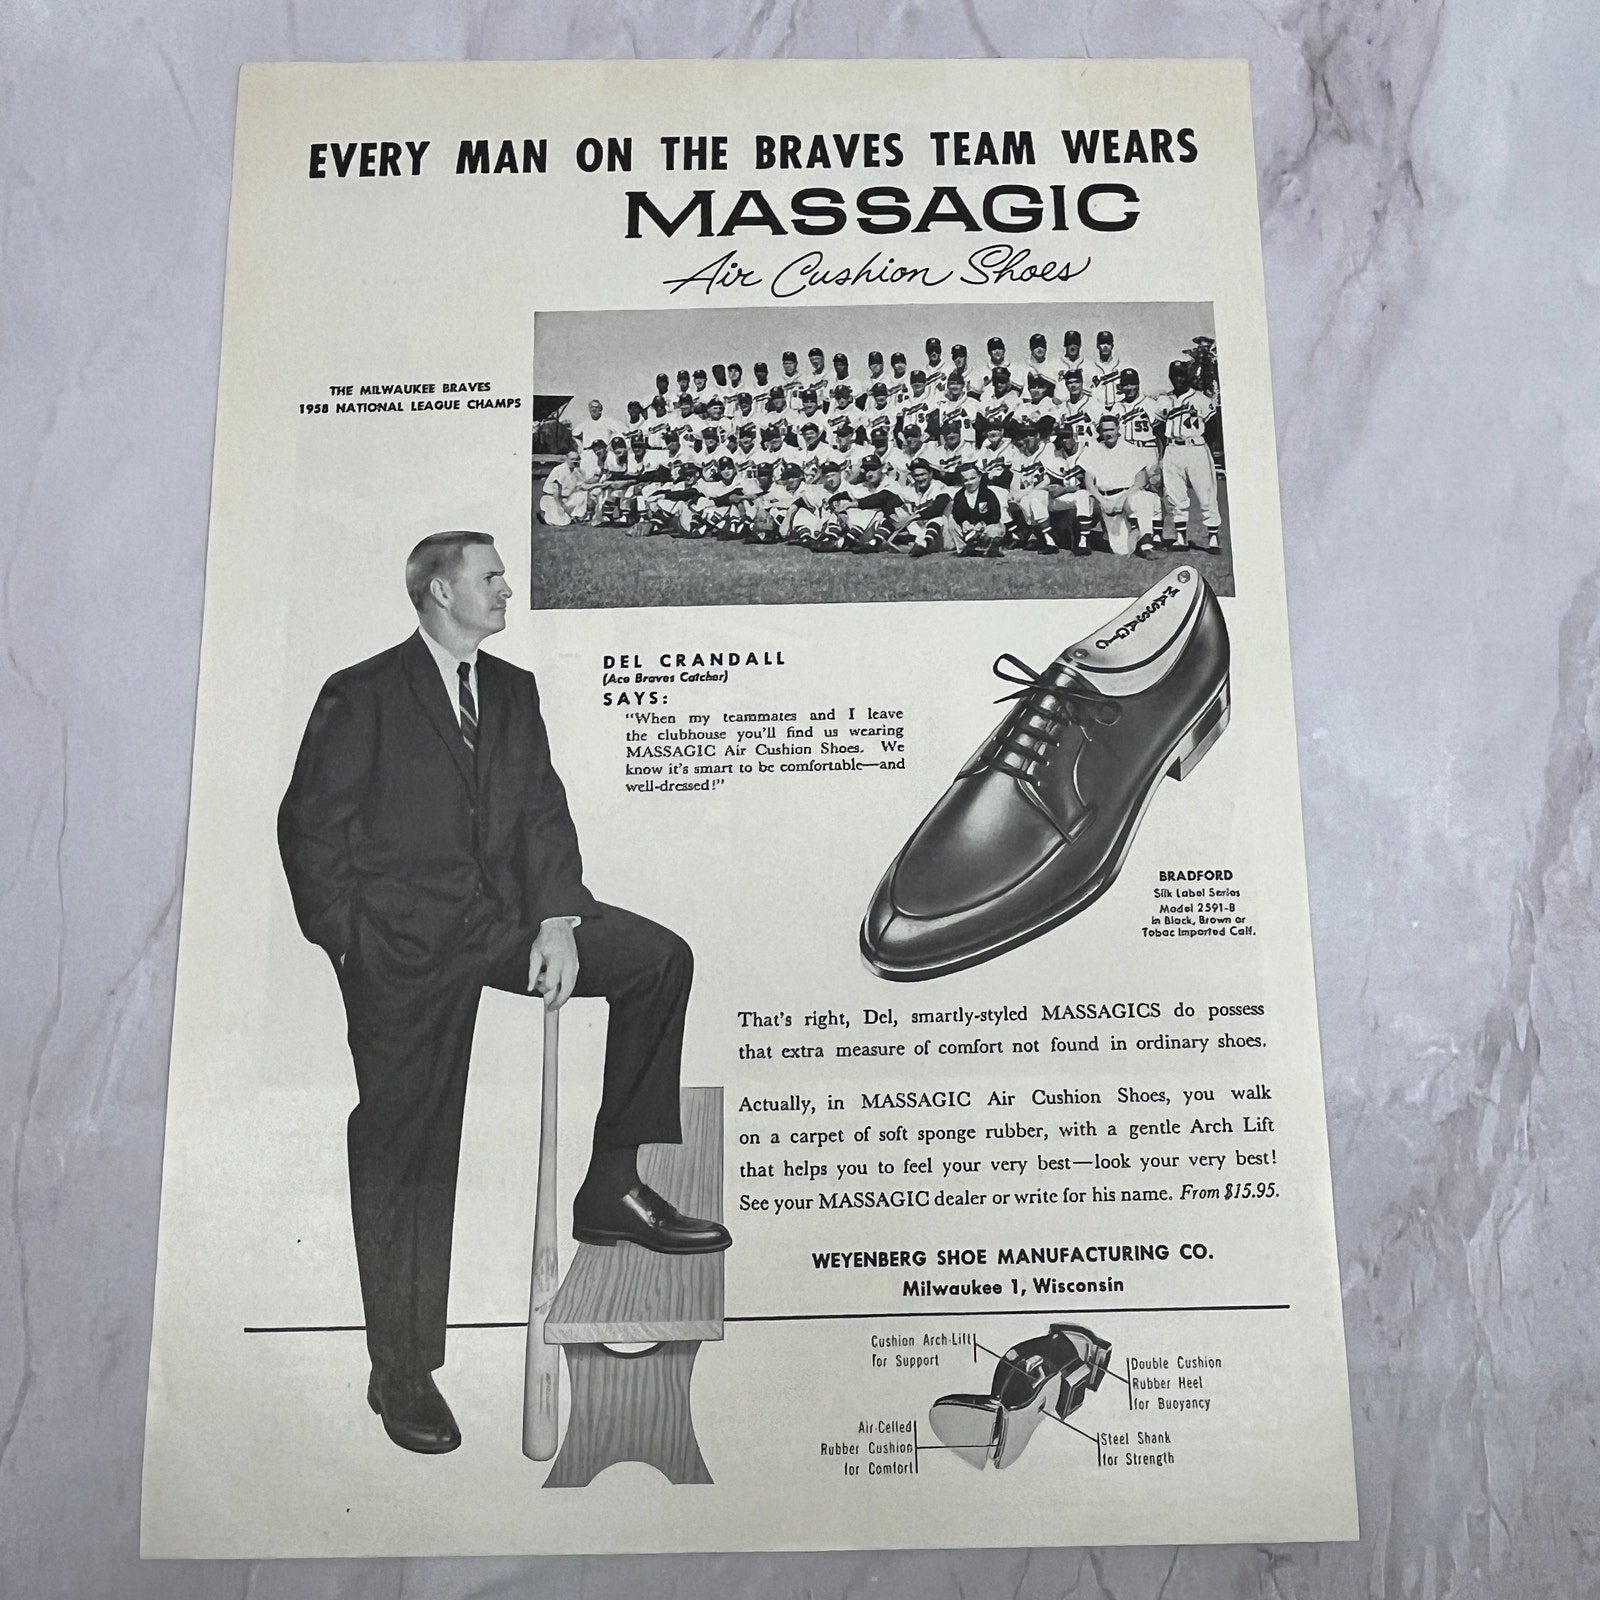 EVERY MAN ON THE BRAVES TEAM WEARS
MASSAGIC
Air Cushion Shoes
THE MILWAUKEE BRAVES
1958 NATIONAL LEAGUE CHAMPS
53
44
24
MASSAGIC
DEL CRANDALL
(Ace Braves Catcher)
SAYS:
"When my teammates and I leave
the clubhouse you'll find us wearing
MASSAGIC Air Cushion Shoes. We
know it's smart to be comfortable—and
well-dressed!"
BRADFORD
Silk Label Series
Model 2591-B
In Black, Brown or
Tobac Imported Calf.
That's right, Del, smartly-styled MASSAGICS do possess
that extra measure of comfort not found in ordinary shoes.
Actually, in MASSAGIC Air Cushion Shoes, you walk
on a carpet of soft sponge rubber, with a gentle Arch Lift
that helps you to feel your very best—look your very best!
See your MASSAGIC dealer or write for his name. From $15.95.
WEYENBERG SHOE MANUFACTURING CO.
Milwaukee 1, Wisconsin
Cushion Arch-Lift
for Support
Double Cushion
Rubber Heel
for Buoyancy
Air-Celled
Rubber Cushion
for Comfort
Steel Shank
for Strength